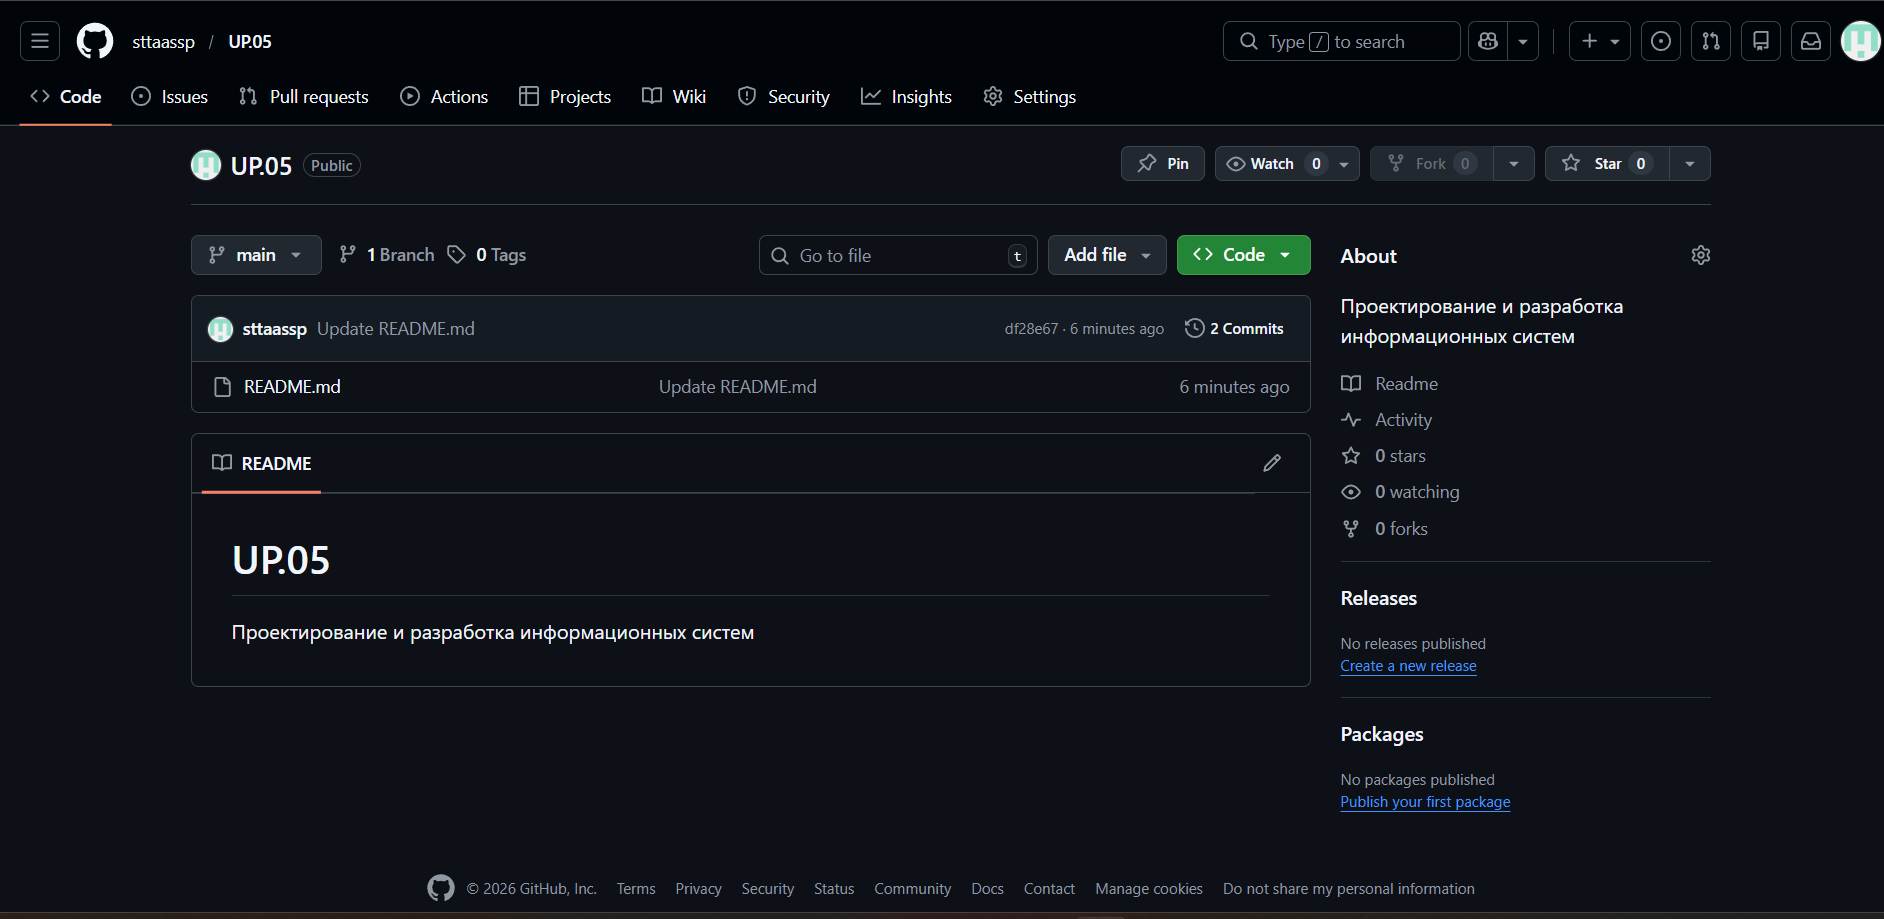 sttaassp / UP.05
Type / to search
Code Issues Pull requests Actions Projects Wiki Security Insights Settings
UP.05 Public
Pin Watch 0 Fork 0 Star 0
main 1 Branch 0 Tags
Go to file t Add file Code
sttaassp Update README.md df28e67 · 6 minutes ago 2 Commits
README.md Update README.md 6 minutes ago
README
UP.05
Проектирование и разработка информационных систем
About
Проектирование и разработка
информационных систем
Readme
Activity
0 stars
0 watching
0 forks
Releases
No releases published
Create a new release
Packages
No packages published
Publish your first package
© 2026 GitHub, Inc. Terms Privacy Security Status Community Docs Contact Manage cookies Do not share my personal information